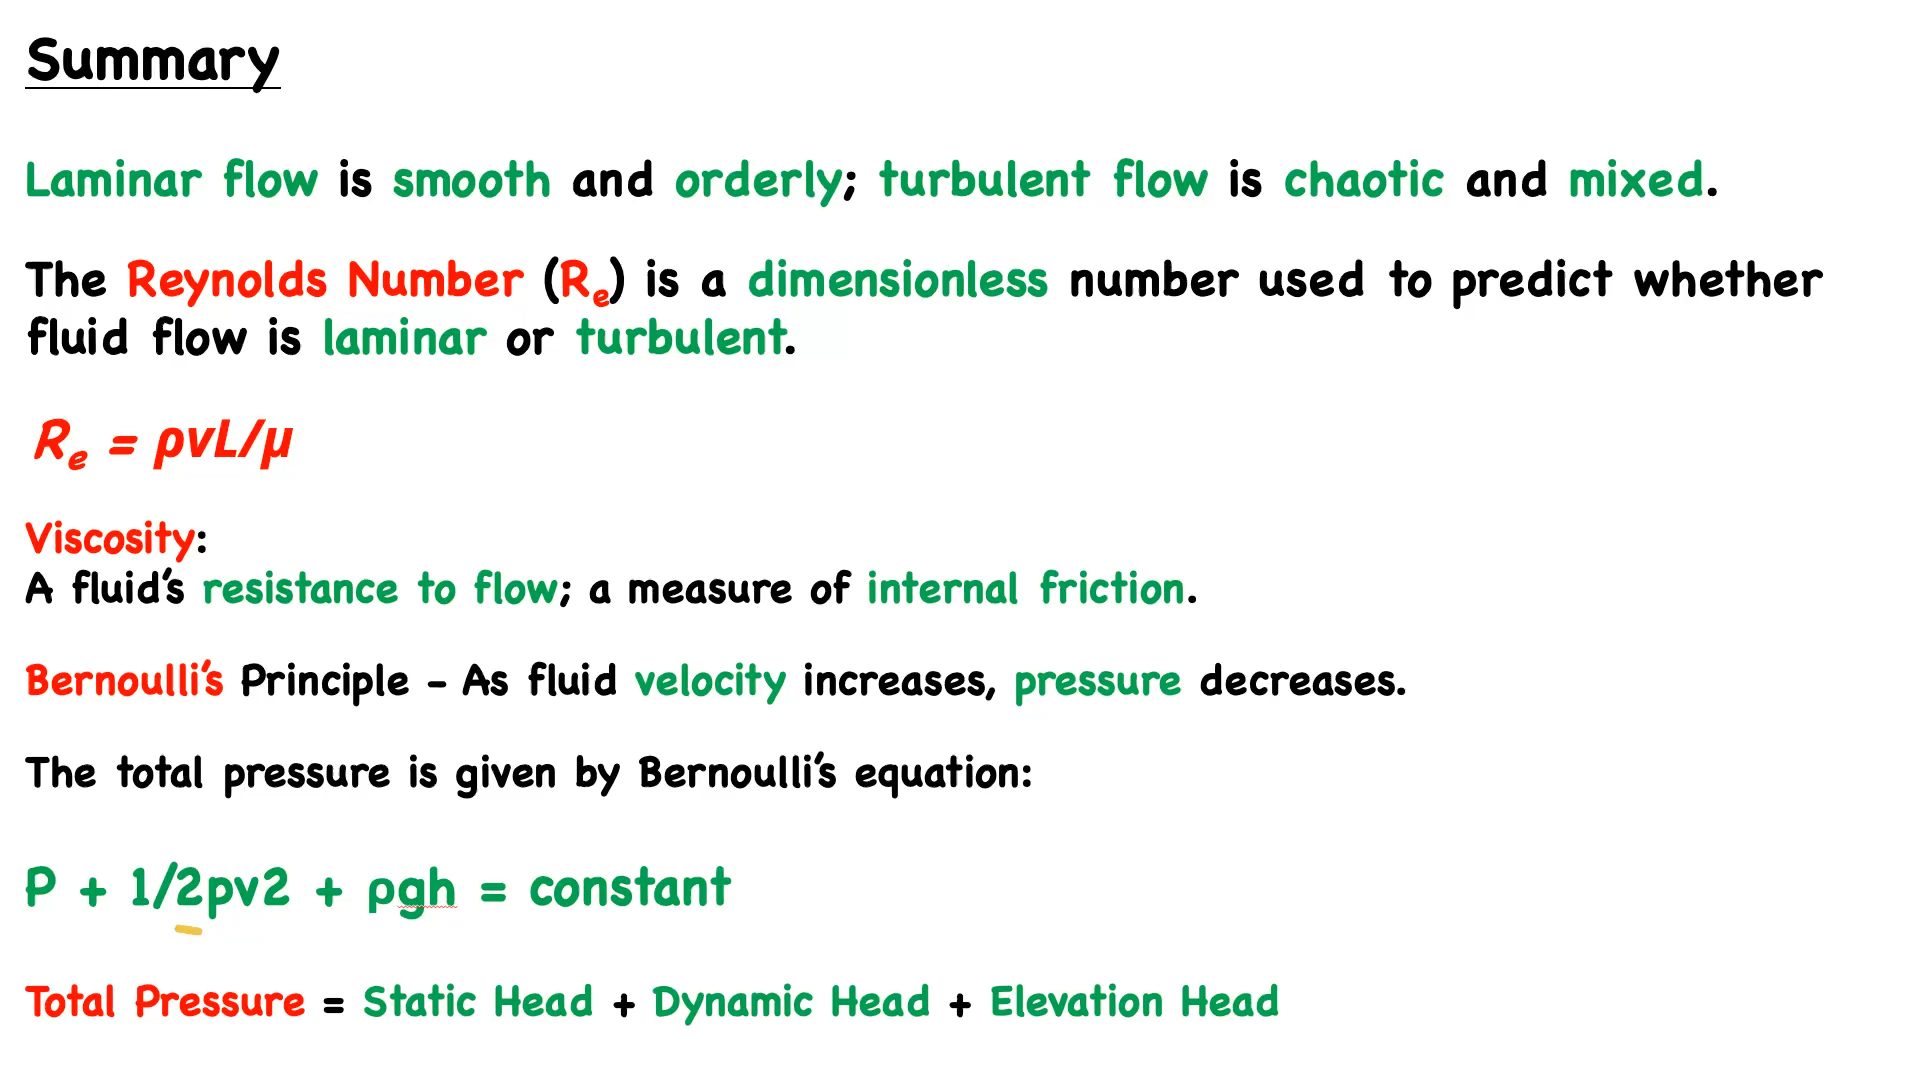 Summary
Laminar flow is smooth and orderly; turbulent flow is chaotic and mixed.
The Reynolds Number (Re) is a dimensionless number used to predict whether
fluid flow is laminar or turbulent.
Re = ρvL/μ
Viscosity:
A fluid’s resistance to flow; a measure of internal friction.
Bernoulli’s Principle – As fluid velocity increases, pressure decreases.
The total pressure is given by Bernoulli’s equation:
P + 1/2pv2 + ρgh = constant
Total Pressure = Static Head + Dynamic Head + Elevation Head